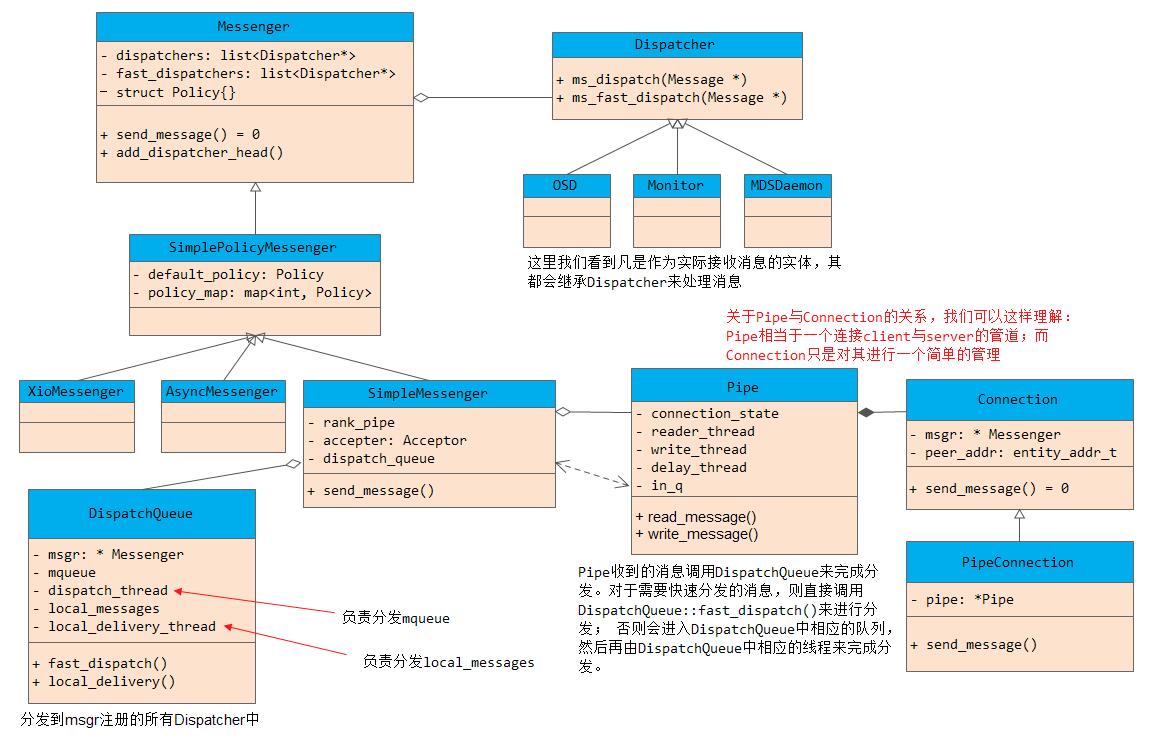 Messenger
- dispatchers: list<Dispatcher*>
- fast_dispatchers: list<Dispatcher*>
- struct Policy{}
+ send_message() = 0
+ add_dispatcher_head()
Dispatcher
+ ms_dispatch(Message *)
+ ms_fast_dispatch(Message *)
OSD
Monitor
MDSDaemon
这里我们看到凡是作为实际接收消息的实体，其
都会继承Dispatcher来处理消息
SimplePolicyMessenger
- default_policy: Policy
- policy_map: map<int, Policy>
关于Pipe与Connection的关系，我们可以这样理解：
Pipe相当于一个连接client与server的管道；而
Connection只是对其进行一个简单的管理
XioMessenger
AsyncMessenger
SimpleMessenger
- rank_pipe
- accepter: Acceptor
- dispatch_queue
+ send_message()
Pipe
- connection_state
- reader_thread
- write_thread
- delay_thread
- in_q
+ read_message()
+ write_message()
Connection
- msgr: * Messenger
- peer_addr: entity_addr_t
+ send_message() = 0
DispatchQueue
- msgr: * Messenger
- mqueue
- dispatch_thread
- local_messages
- local_delivery_thread
+ fast_dispatch()
+ local_delivery()
负责分发mqueue
负责分发local_messages
分发到msgr注册的所有Dispatcher中
Pipe收到的消息调用DispatchQueue来完成分
发。对于需要快速分发的消息，则直接调用
DispatchQueue::fast_dispatch()来进行分
发； 否则会进入DispatchQueue中相应的队列，
然后再由DispatchQueue中相应的线程来完成分
发。
PipeConnection
- pipe: *Pipe
+ send_message()